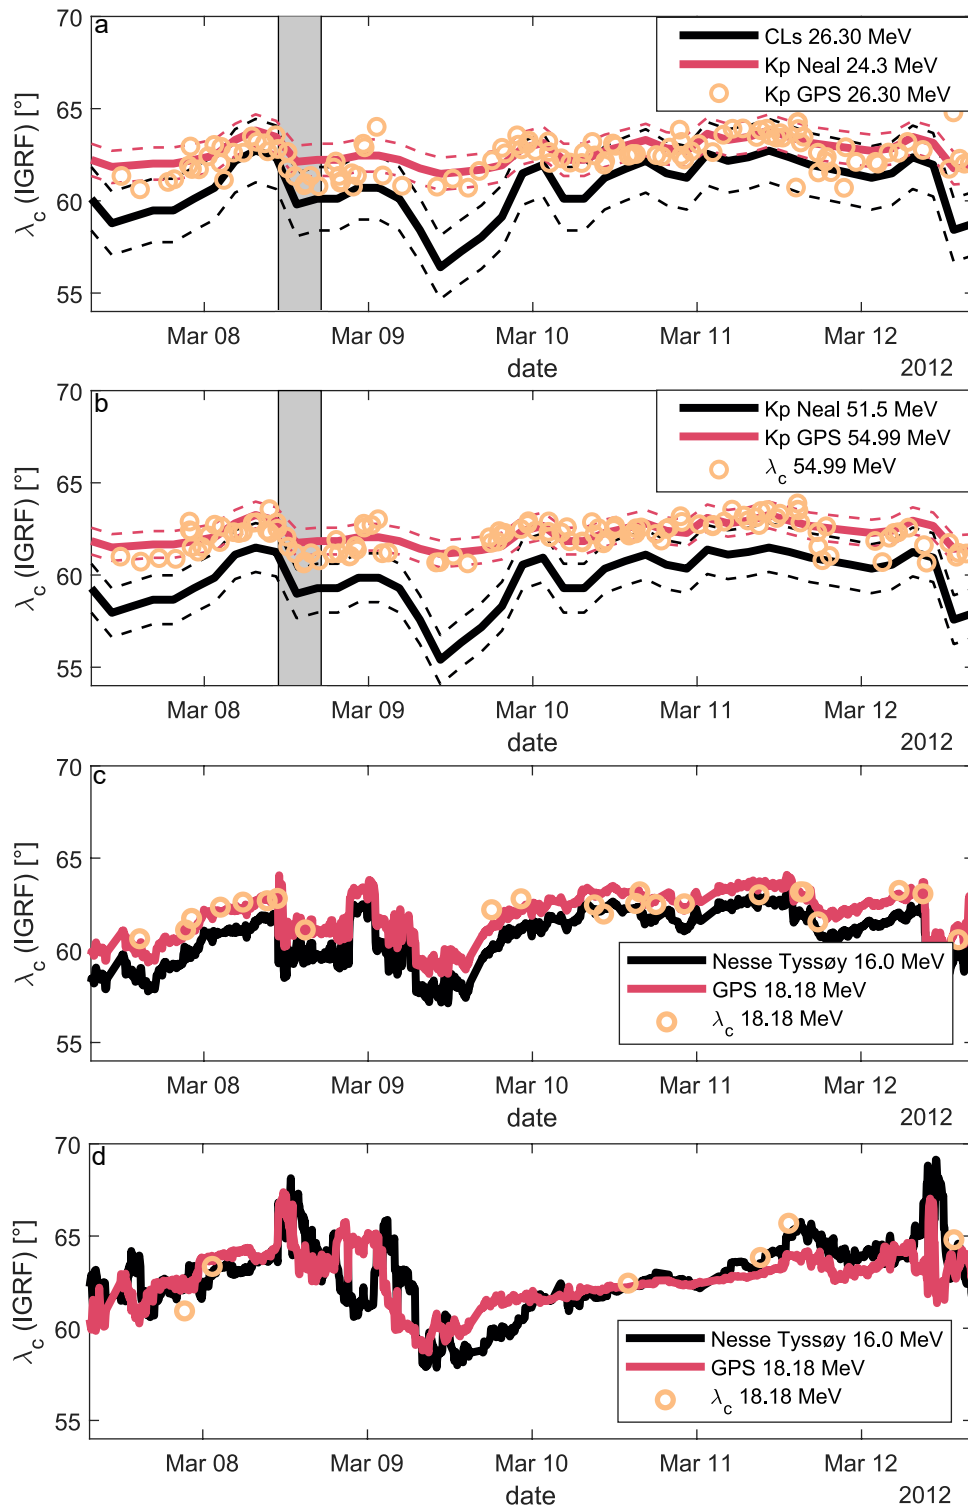 a
70
65
60
55
λc (IGRF) [°]
CLs 26.30 MeV
Kp Neal 24.3 MeV
Kp GPS 26.30 MeV
Mar 08 Mar 09 Mar 10 Mar 11 Mar 12
date
2012
b
70
65
60
55
λc (IGRF) [°]
Kp Neal 51.5 MeV
Kp GPS 54.99 MeV
λc 54.99 MeV
Mar 08 Mar 09 Mar 10 Mar 11 Mar 12
date
2012
c
70
65
60
55
λc (IGRF) [°]
Nesse Tyssøy 16.0 MeV
GPS 18.18 MeV
λc 18.18 MeV
Mar 08 Mar 09 Mar 10 Mar 11 Mar 12
date
2012
d
70
65
60
55
λc (IGRF) [°]
Nesse Tyssøy 16.0 MeV
GPS 18.18 MeV
λc 18.18 MeV
Mar 08 Mar 09 Mar 10 Mar 11 Mar 12
date
2012